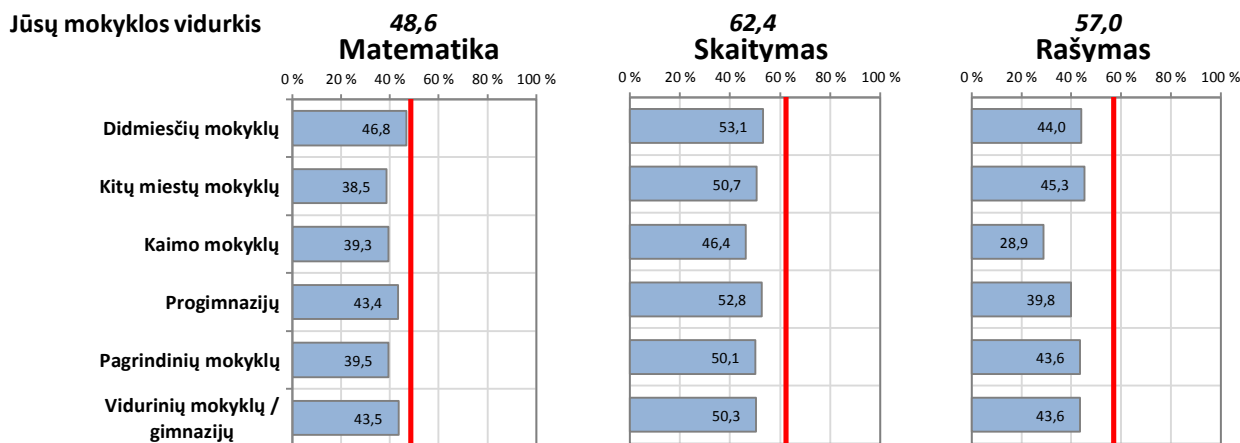 Jūsų mokyklos vidurkis 48,6 62,4 57,0
Matematika Skaitymas Rašymas
0 % 20 % 40 % 60 % 80 % 100 % 0 % 20 % 40 % 60 % 80 % 100 % 0 % 20 % 40 % 60 % 80 % 100 %
Didmiesčių mokyklų 46,8 53,1 44,0
Kitų miestų mokyklų 38,5 50,7 45,3
Kaimo mokyklų 39,3 46,4 28,9
Progimnazijų 43,4 52,8 39,8
Pagrindinių mokyklų 39,5 50,1 43,6
Vidurinių mokyklų /
gimnazijų 43,5 50,3 43,6